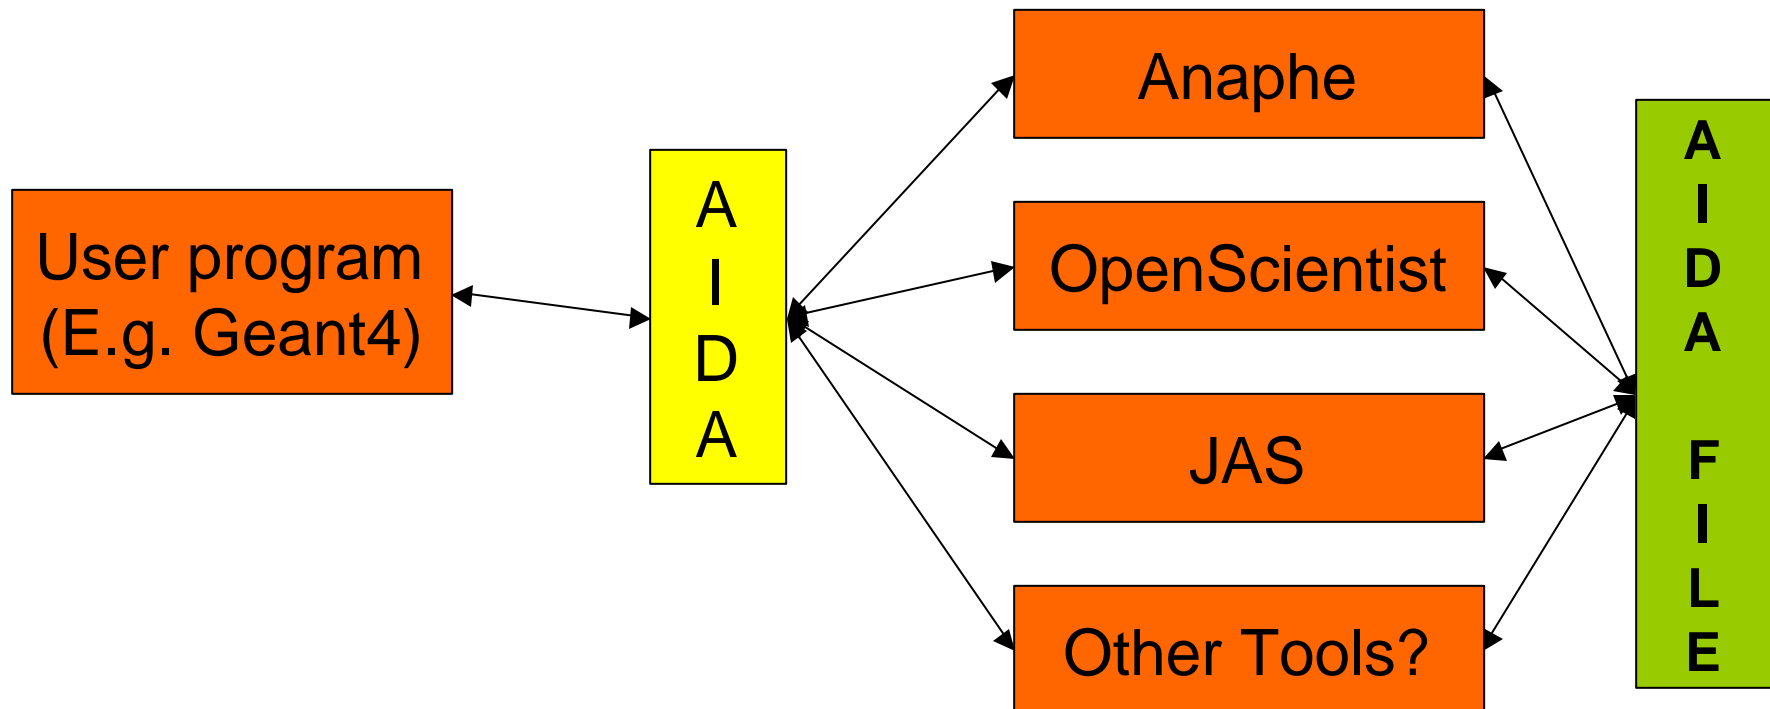 User program
(E.g. Geant4)
A
I
D
A
Anaphe
OpenScientist
JAS
Other Tools?
A
I
D
A
F
I
L
E